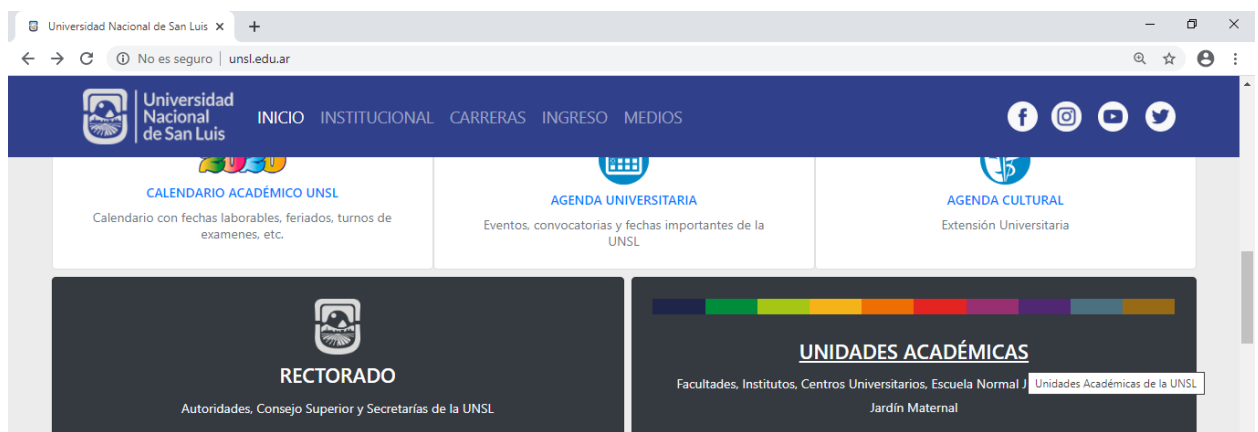 Universidad Nacional de San Luis
No es seguro | unsl.edu.ar
Universidad
Nacional
de San Luis
INICIO INSTITUCIONAL CARRERAS INGRESO MEDIOS
CALENDARIO ACADÉMICO UNSL
Calendario con fechas laborables, feriados, turnos de
examenes, etc.
AGENDA UNIVERSITARIA
Eventos, convocatorias y fechas importantes de la
UNSL
AGENDA CULTURAL
Extensión Universitaria
RECTORADO
Autoridades, Consejo Superior y Secretarías de la UNSL
UNIDADES ACADÉMICAS
Facultades, Institutos, Centros Universitarios, Escuela Normal J
Unidades Académicas de la UNSL
Jardín Maternal